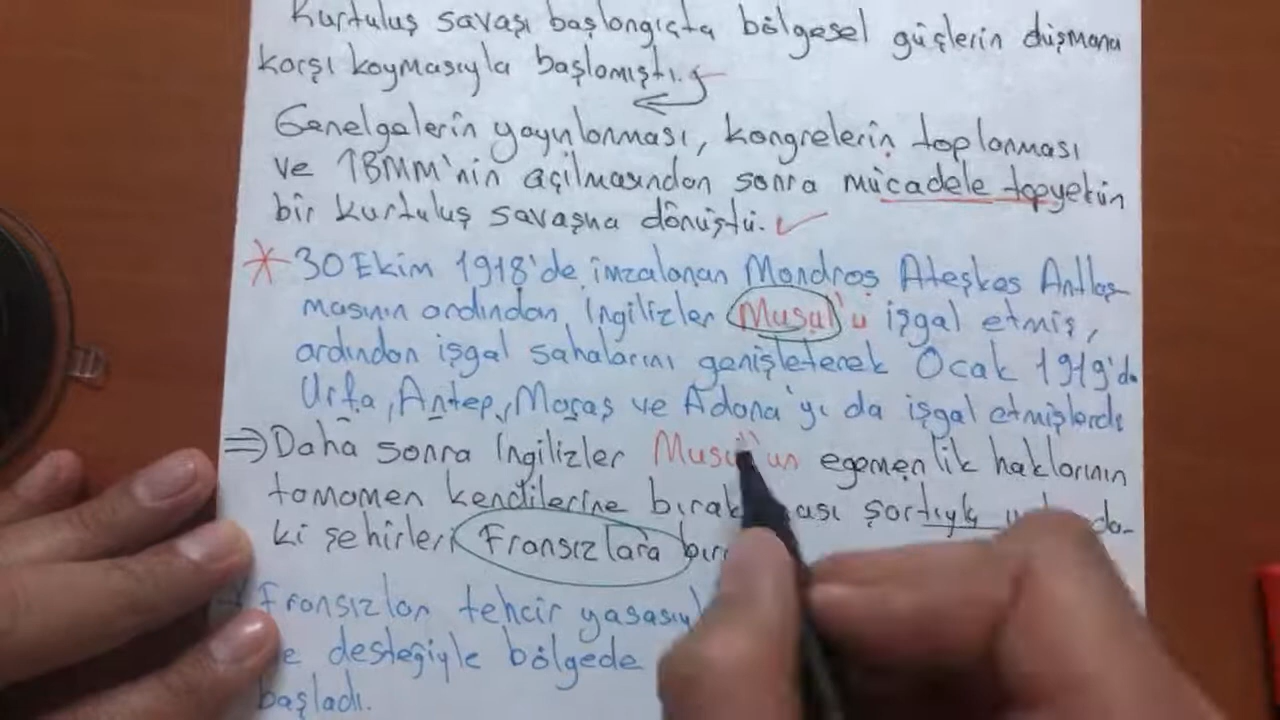 Kurtuluş savaşı başlangıçta bölgesel güçlerin düşmana
karşı koymasıyla başlamıştı.
Genelgelerin yayınlanması, kongrelerin toplanması
ve TBMM'nin açılmasından sonra mücadele topyekün
bir kurtuluş savaşına dönüştü.
30 Ekim 1918'de imzalanan Mondros Ateşkes Antlaş-
masının ardından İngilizler Musul'u işgal etmiş,
ardından işgal sahalarını genişleterek Ocak 1919'da
Urfa, Antep, Maraş ve Adana'yı da işgal etmişlerdi
⇒ Daha sonra İngilizler Musul'un egemenlik haklarının
tamamen kendilerine şartıyla
ki şehirleri Fransızlara
Fransızlar tehcir
desteğiyle bölgede
başladı.